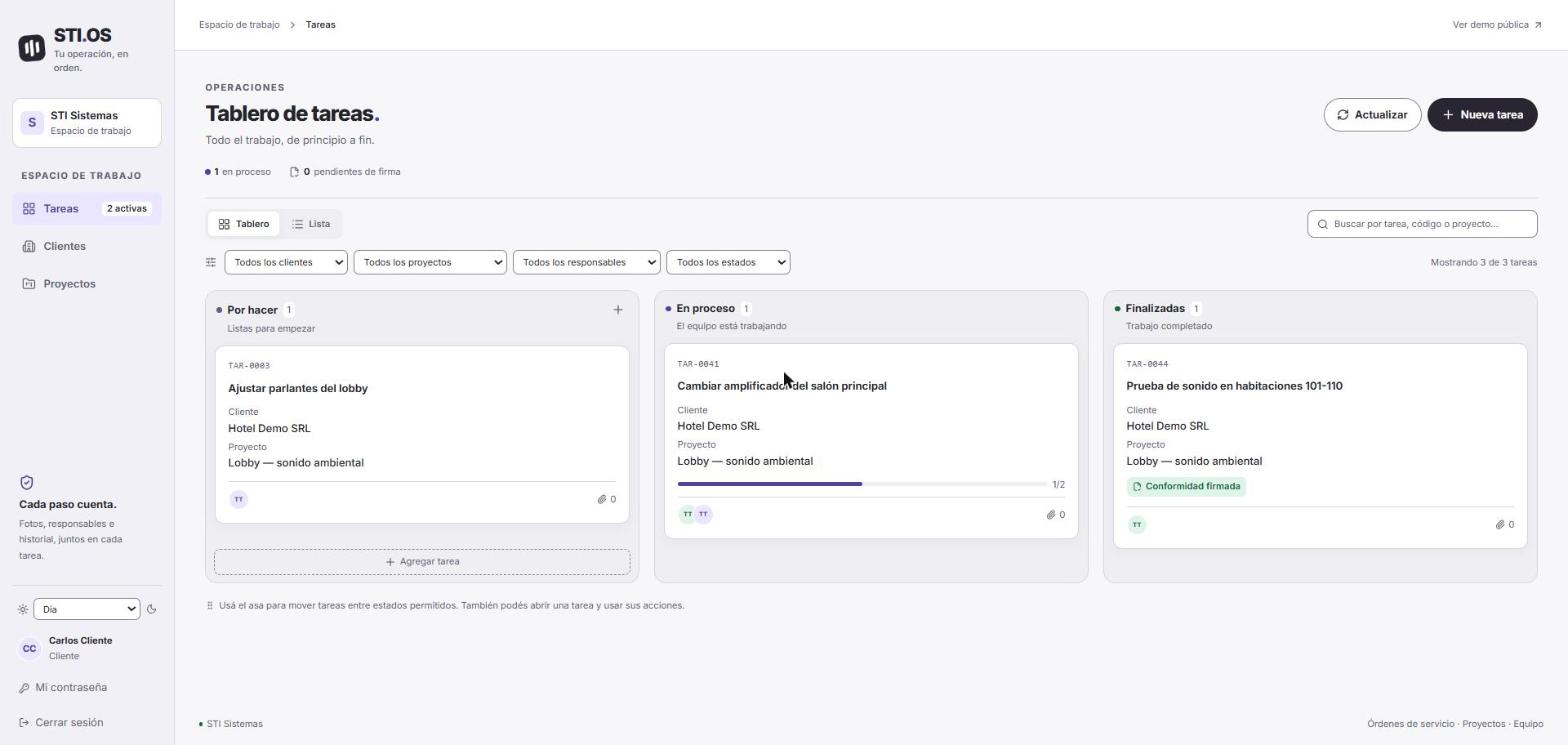 STI.OS
Tu operación, en
orden.
S
STI Sistemas
Espacio de trabajo
ESPACIO DE TRABAJO
Tareas
2 activas
Clientes
Proyectos
Cada paso cuenta.
Fotos, responsables e
historial, juntos en cada
tarea.
Día
CC
Carlos Cliente
Cliente
Mi contraseña
Cerrar sesión
Espacio de trabajo
Tareas
Ver demo pública
OPERACIONES
Tablero de tareas.
Todo el trabajo, de principio a fin.
Actualizar
Nueva tarea
1 en proceso
0 pendientes de firma
Tablero
Lista
Buscar por tarea, código o proyecto...
Todos los clientes
Todos los proyectos
Todos los responsables
Todos los estados
Mostrando 3 de 3 tareas
Por hacer 1
Listas para empezar
TAR-0003
Ajustar parlantes del lobby
Cliente
Hotel Demo SRL
Proyecto
Lobby — sonido ambiental
TT
0
Agregar tarea
En proceso 1
El equipo está trabajando
TAR-0041
Cambiar amplificador del salón principal
Cliente
Hotel Demo SRL
Proyecto
Lobby — sonido ambiental
1/2
TT
TT
0
Finalizadas 1
Trabajo completado
TAR-0044
Prueba de sonido en habitaciones 101-110
Cliente
Hotel Demo SRL
Proyecto
Lobby — sonido ambiental
Conformidad firmada
TT
0
Usá el asa para mover tareas entre estados permitidos. También podés abrir una tarea y usar sus acciones.
STI Sistemas
Órdenes de servicio · Proyectos · Equipo